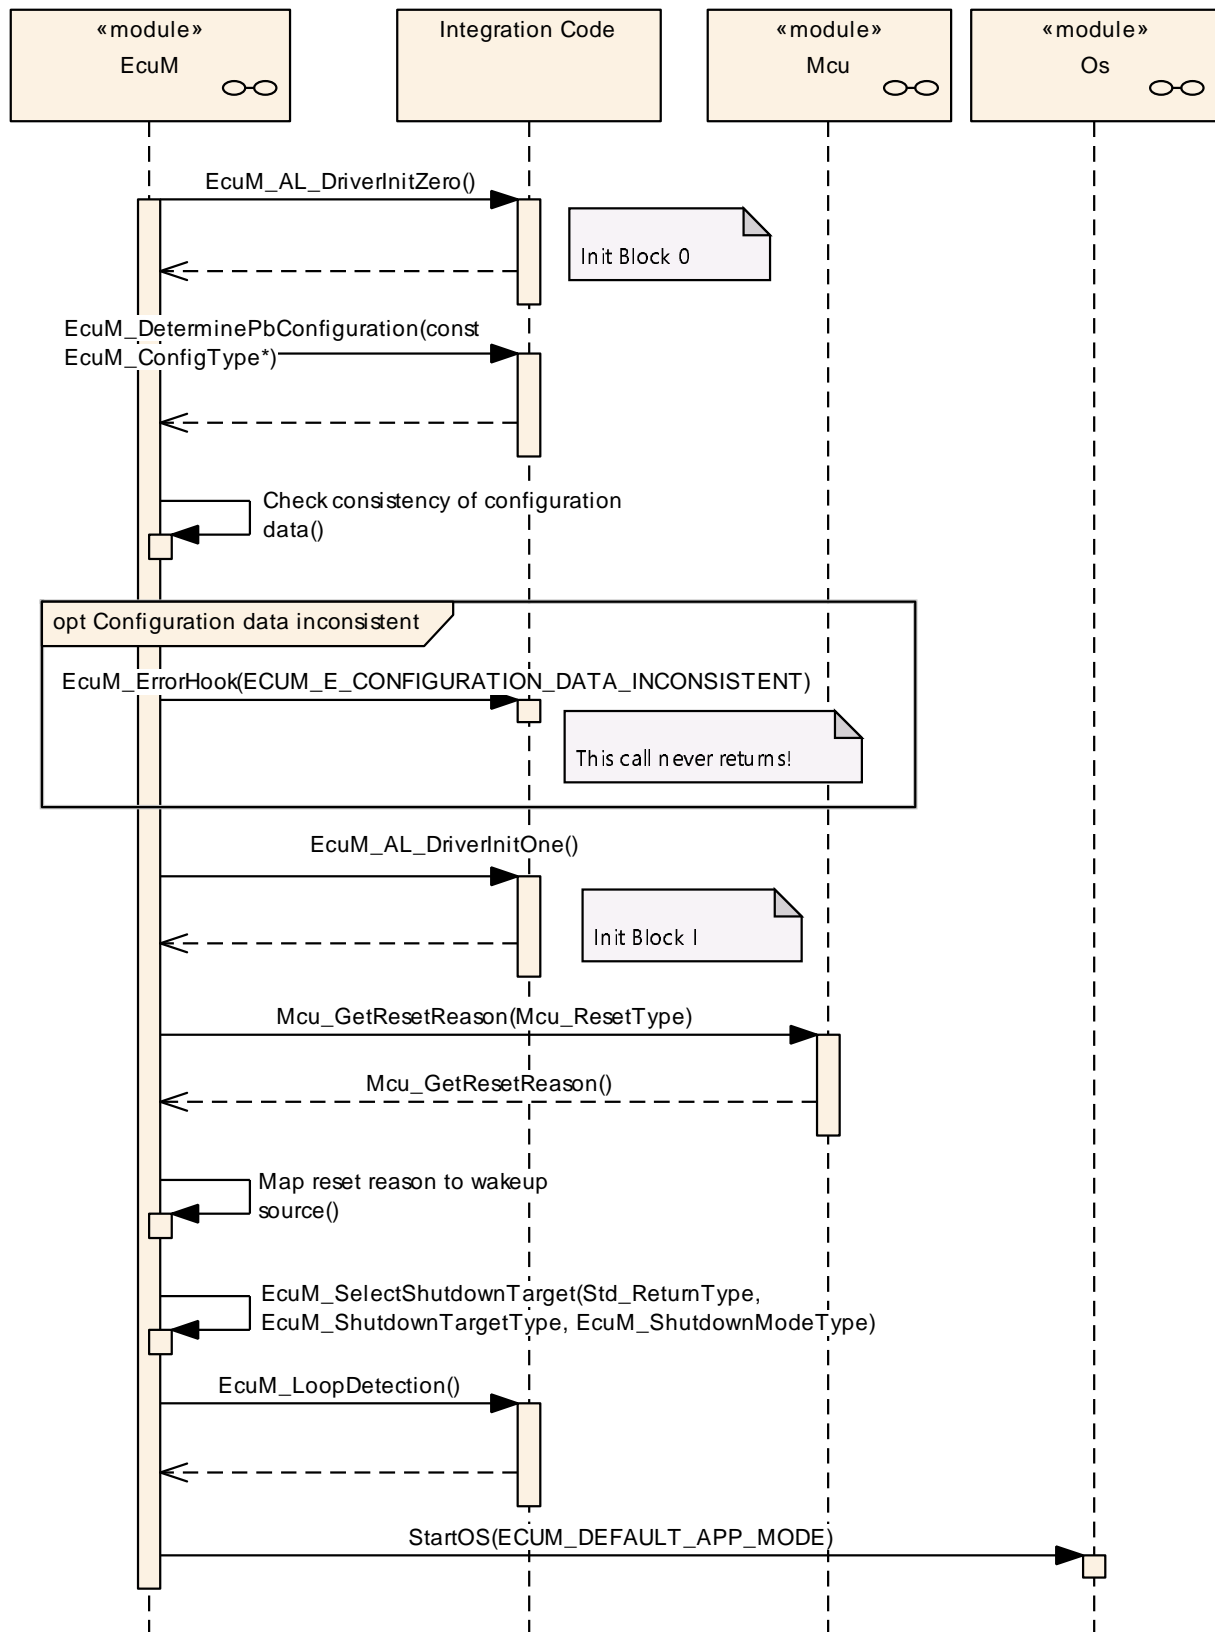 «module»
EcuM
Integration Code
«module»
Mcu
«module»
Os
EcuM_AL_DriverInitZero()
Init Block 0
EcuM_DeterminePbConfiguration(const
EcuM_ConfigType*)
Check consistency of configuration
data()
opt Configuration data inconsistent
EcuM_ErrorHook(ECUM_E_CONFIGURATION_DATA_INCONSISTENT)
This call never returns!
EcuM_AL_DriverInitOne()
Init Block I
Mcu_GetResetReason(Mcu_ResetType)
Mcu_GetResetReason()
Map reset reason to wakeup
source()
EcuM_SelectShutdownTarget(Std_ReturnType,
EcuM_ShutdownTargetType, EcuM_ShutdownModeType)
EcuM_LoopDetection()
StartOS(ECUM_DEFAULT_APP_MODE)